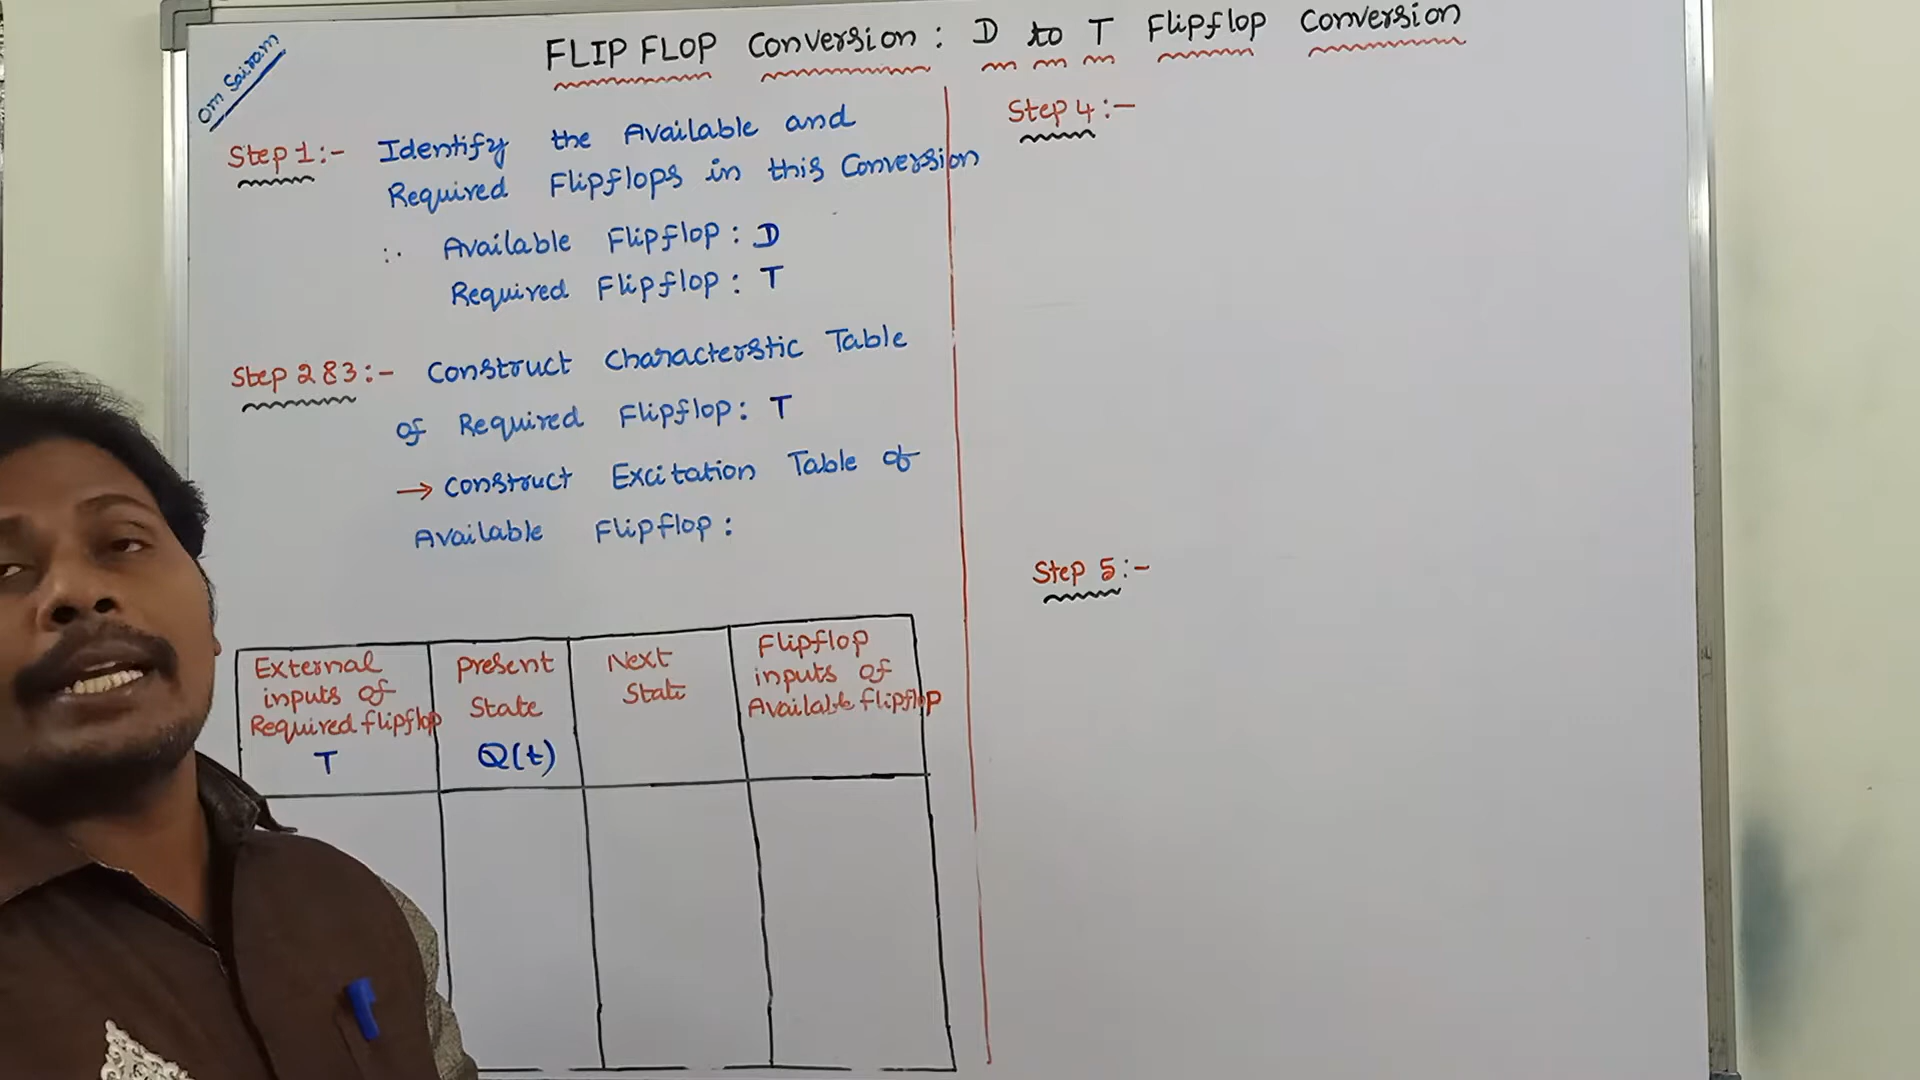 FLIP FLOP Conversion : D to T Flipflop Conversion
Om Sairam
Step 1:- Identify the Available and
Required Flipflops in this Conversion
∴ Available Flipflop : D
Required Flipflop : T
Step 2 & 3:- Construct Characterstic Table
of Required Flipflop : T
→ Construct Excitation Table of
Available Flipflop :
External
inputs of
Required flipflop
T
Present
State
Q(t)
Next
State
Flipflop
inputs of
Available flipflop
Step 4:-
Step 5:-